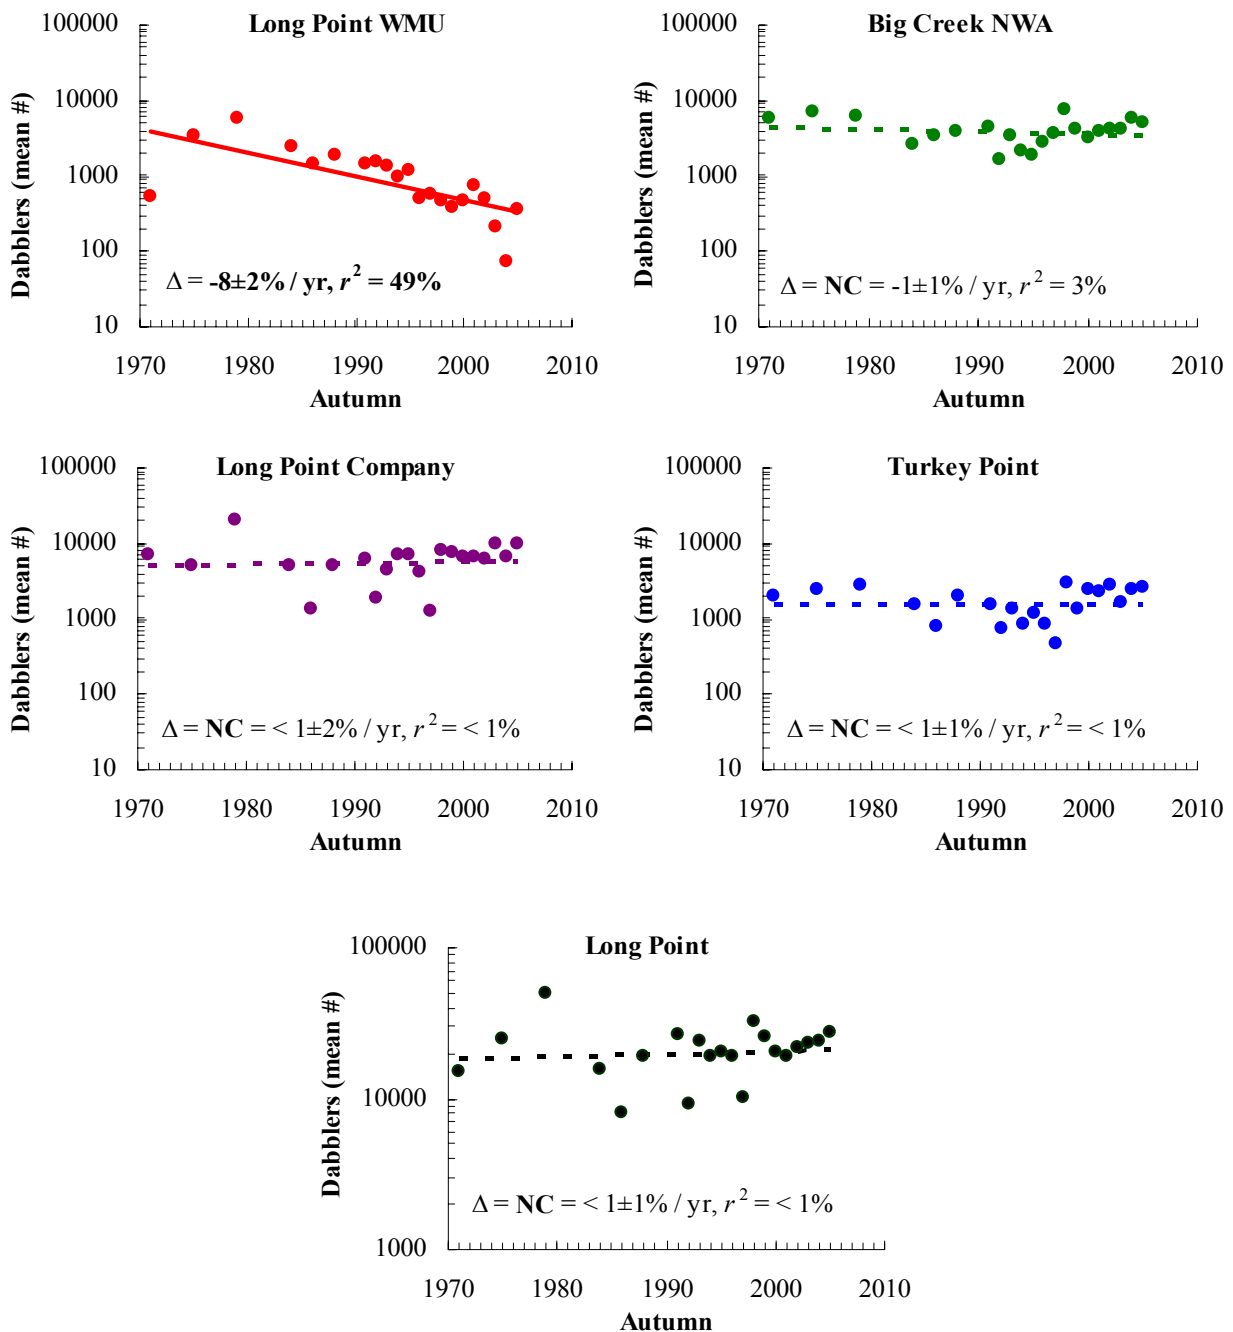 Long Point WMU
Dabblers (mean #)
100000
10000
1000
100
10
Δ = -8±2% / yr, r² = 49%
1970 1980 1990 2000 2010
Autumn
Big Creek NWA
Dabblers (mean #)
100000
10000
1000
100
10
Δ = NC = -1±1% / yr, r² = 3%
1970 1980 1990 2000 2010
Autumn
Long Point Company
Dabblers (mean #)
100000
10000
1000
100
10
Δ = NC = < 1±2% / yr, r² = < 1%
1970 1980 1990 2000 2010
Autumn
Turkey Point
Dabblers (mean #)
100000
10000
1000
100
10
Δ = NC = < 1±1% / yr, r² = < 1%
1970 1980 1990 2000 2010
Autumn
Long Point
Dabblers (mean #)
100000
10000
1000
Δ = NC = < 1±1% / yr, r² = < 1%
1970 1980 1990 2000 2010
Autumn